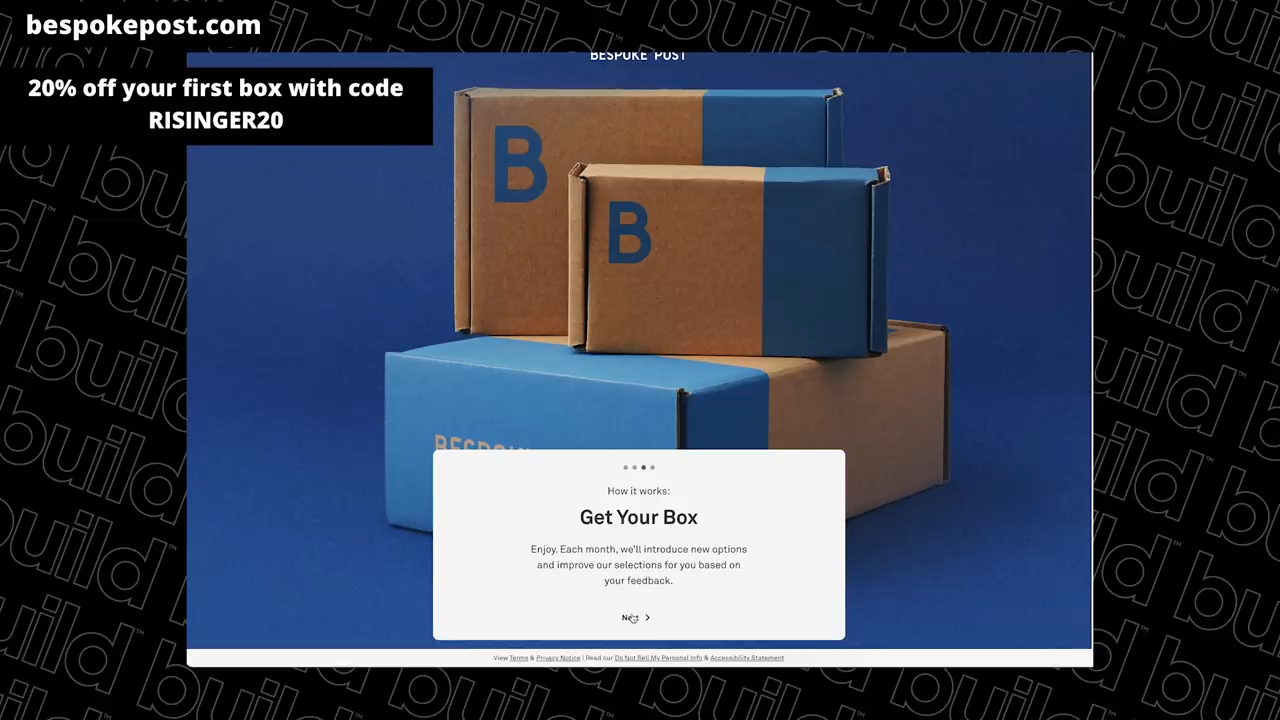 bespokepost.com
20% off your first box with code
RISINGER20
BESPOKE POST
B
B
How it works:
Get Your Box
Enjoy. Each month, we'll introduce new options
and improve our selections for you based on
your feedback.
View Terms & Privacy Notice | Read our Do Not Sell My Personal Info & Accessibility Statement
build™